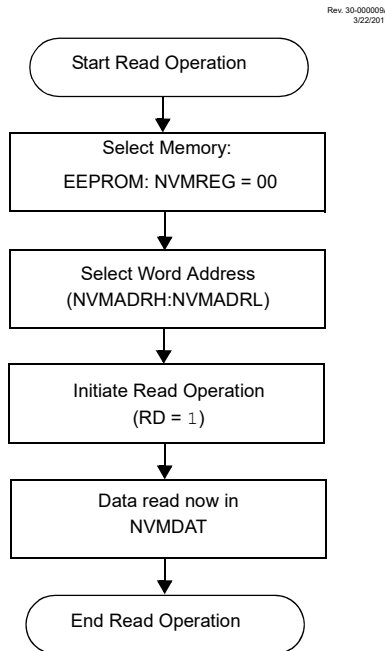 Rev. 30-000009
3/22/201
Start Read Operation
Select Memory:
EEPROM: NVMREG = 00
Select Word Address
(NVMADRH:NVMADRL)
Initiate Read Operation
(RD = 1)
Data read now in
NVMDAT
End Read Operation